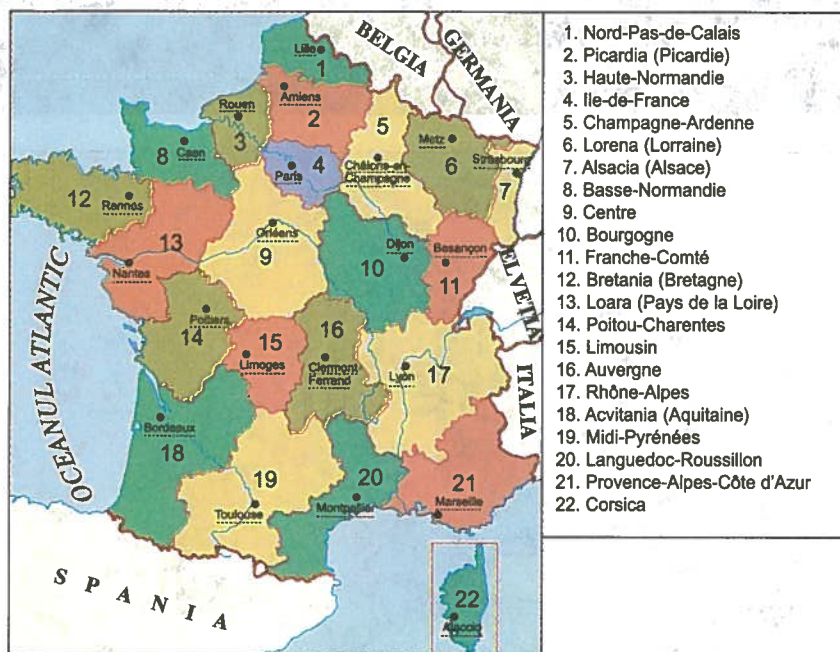 BELGIA
GERMANIA
Lille
1
Amiens
2
Rouen
3
5
Metz
6
Strasbourg
7
Caen
8
Paris
4
Châlons-en-
Champagne
12
Rennes
13
Orléans
9
Dijon
10
Besançon
11
Nantes
ELVETIA
OCEANUL ATLANTIC
Poitiers
14
15
Limoges
16
Clermont
Ferrand
Lyon
17
ITALIA
Bordeaux
18
19
Toulouse
20
Montpellier
21
Marseille
SPANIA
22
Ajaccio
1. Nord-Pas-de-Calais
2. Picardia (Picardie)
3. Haute-Normandie
4. Ile-de-France
5. Champagne-Ardenne
6. Lorena (Lorraine)
7. Alsacia (Alsace)
8. Basse-Normandie
9. Centre
10. Bourgogne
11. Franche-Comté
12. Bretania (Bretagne)
13. Loara (Pays de la Loire)
14. Poitou-Charentes
15. Limousin
16. Auvergne
17. Rhône-Alpes
18. Acvitania (Aquitaine)
19. Midi-Pyrénées
20. Languedoc-Roussillon
21. Provence-Alpes-Côte d'Azur
22. Corsica